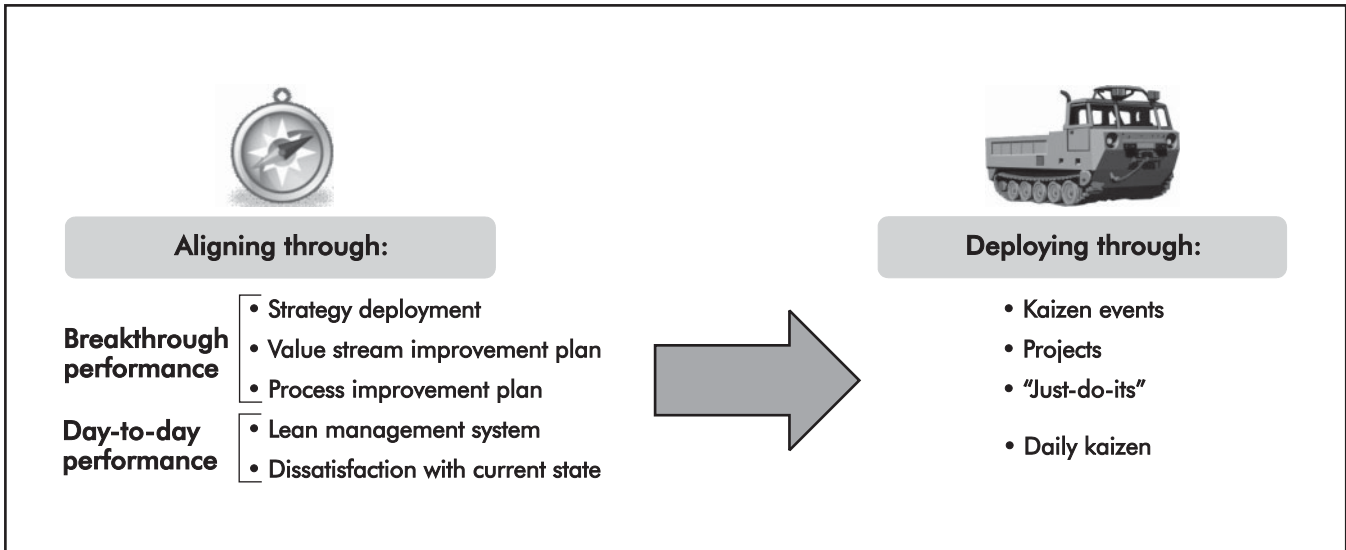 Aligning through:
Deploying through:
Breakthrough
performance
• Strategy deployment
• Value stream improvement plan
• Process improvement plan
Day-to-day
performance
• Lean management system
• Dissatisfaction with current state
• Kaizen events
• Projects
• “Just-do-its”
• Daily kaizen